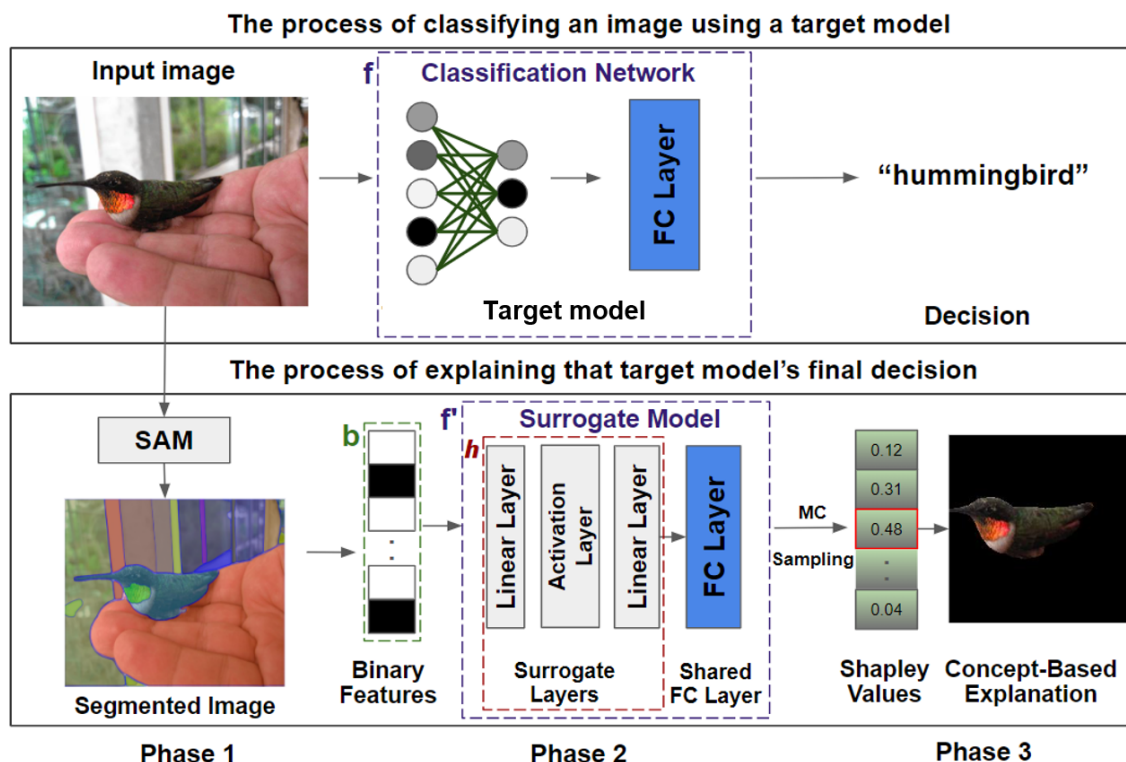 The process of classifying an image using a target model
Input image
f
Classification Network
FC Layer
Target model
“hummingbird”
Decision
The process of explaining that target model’s final decision
SAM
Segmented Image
b
Binary
Features
f'
Surrogate Model
h
Linear Layer
Activation
Layer
Linear Layer
FC Layer
Surrogate
Layers
Shared
FC Layer
MC
Sampling
0.12
0.31
0.48
0.04
Shapley
Values
Concept-Based
Explanation
Phase 1
Phase 2
Phase 3